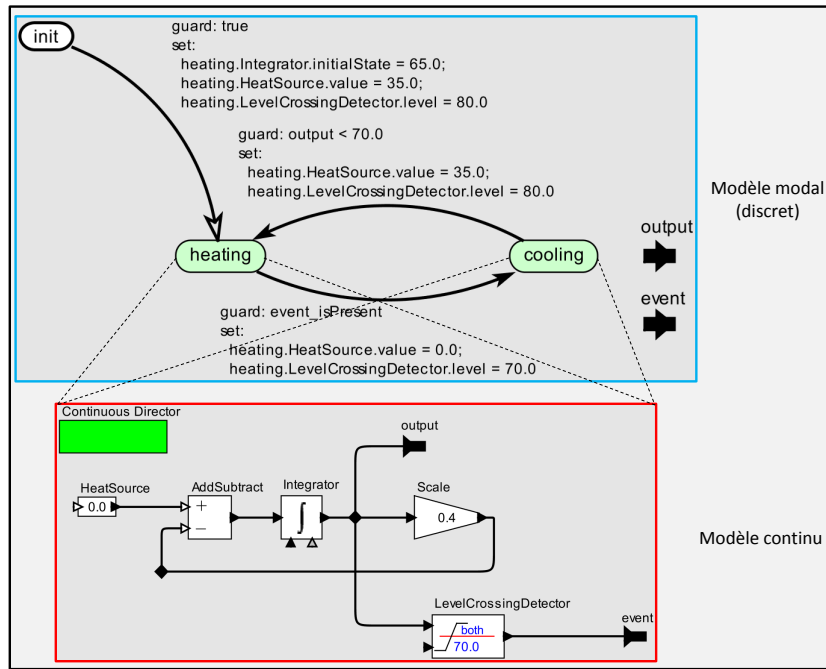 init
guard: true
set:
heating.Integrator.initialState = 65.0;
heating.HeatSource.value = 35.0;
heating.LevelCrossingDetector.level = 80.0
guard: output < 70.0
set:
heating.HeatSource.value = 35.0;
heating.LevelCrossingDetector.level = 80.0
Modèle modal
(discret)
output
heating
cooling
event
guard: event_isPresent
set:
heating.HeatSource.value = 0.0;
heating.LevelCrossingDetector.level = 70.0
Continuous Director
output
HeatSource
AddSubtract
Integrator
Scale
0.0
+
−
∫
0.4
Modèle continu
LevelCrossingDetector
both
70.0
event